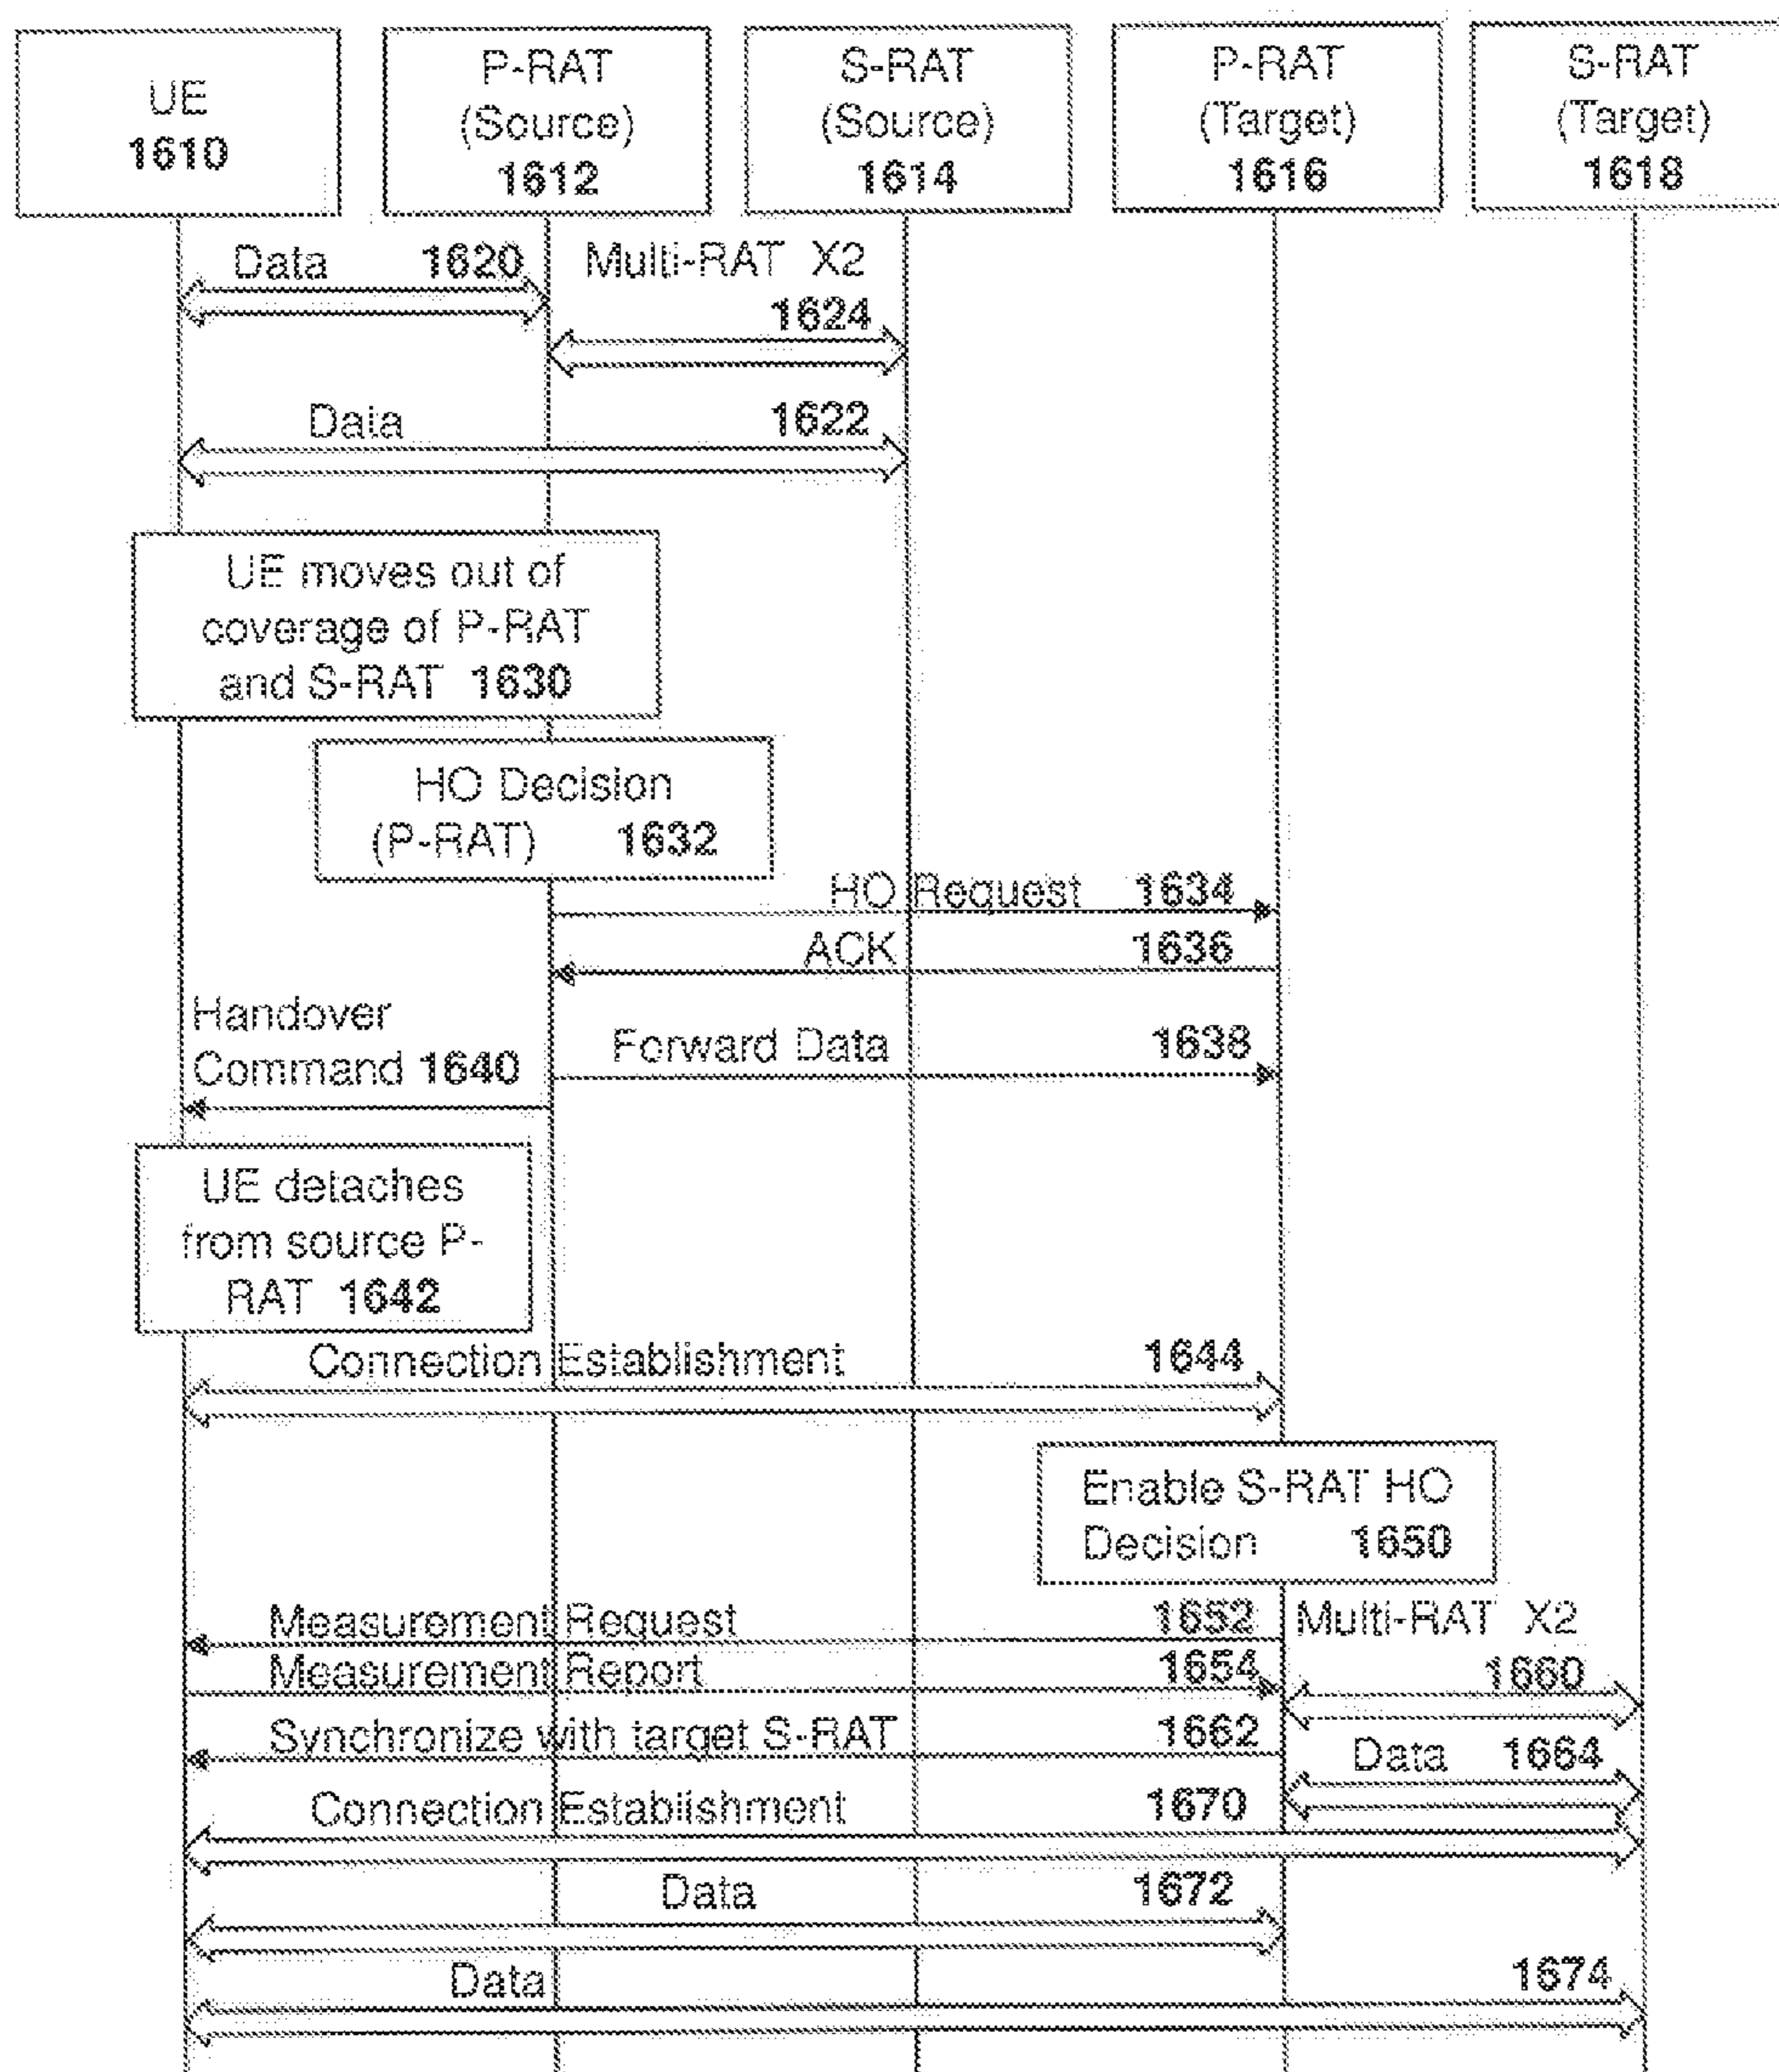 UE
1610
P-RAT
(Source)
1612
S-RAT
(Source)
1614
P-RAT
(Target)
1616
S-RAT
(Target)
1618
Data 1620
Multi-RAT X2
1624
Data 1622
UE moves out of
coverage of P-RAT
and S-RAT 1630
HO Decision
(P-RAT) 1632
HO Request 1634
ACK 1636
Handover
Command 1640
Forward Data 1638
UE detaches
from source P-
RAT 1642
Connection Establishment 1644
Enable S-RAT HO
Decision 1650
Measurement Request 1652
Multi-RAT X2
1660
Measurement Report 1654
Synchronize with target S-RAT 1662
Data 1664
Connection Establishment 1670
Data 1672
Data 1674